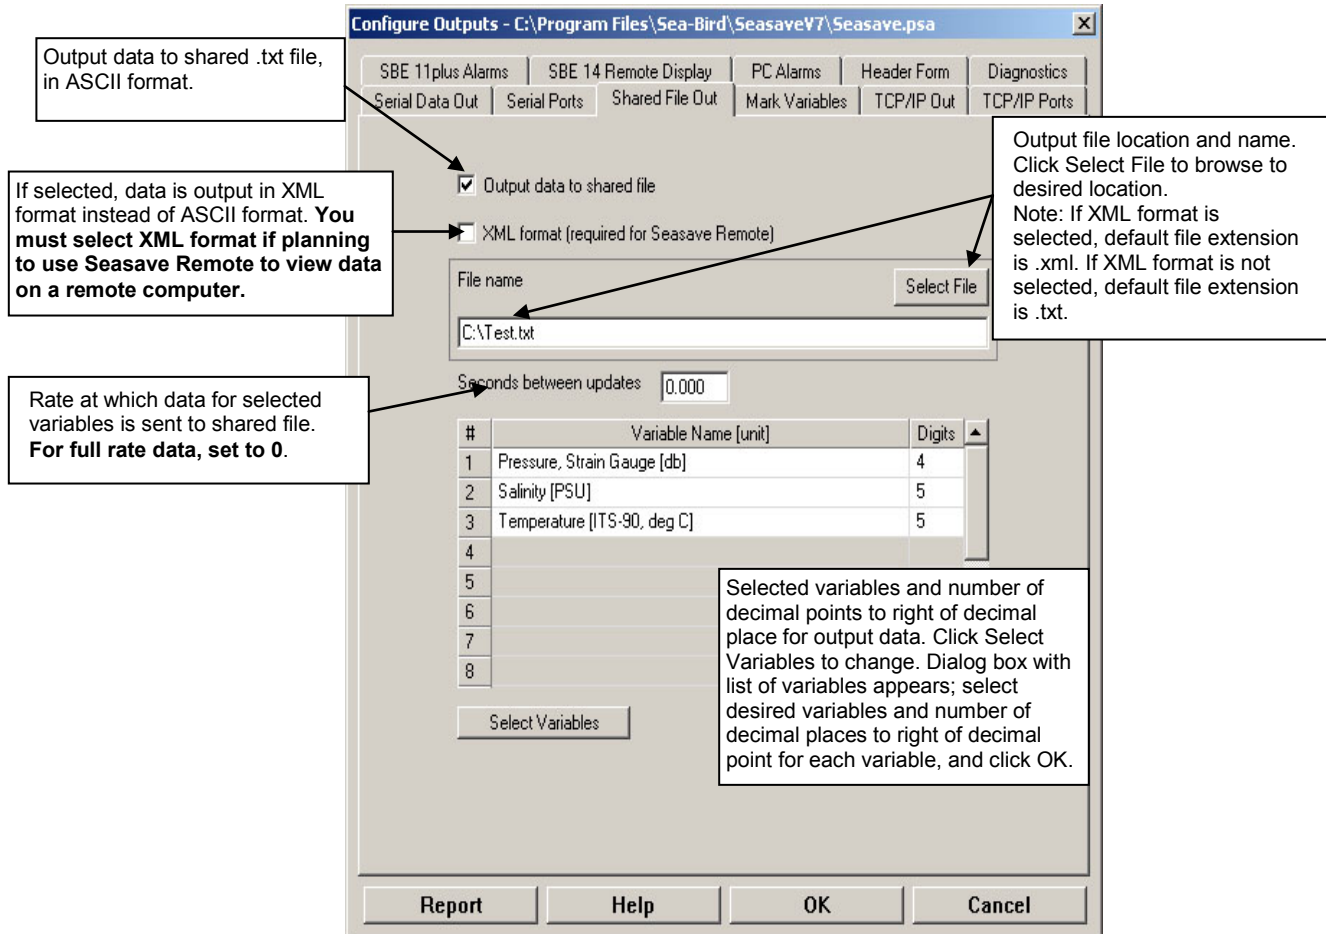 Configure Outputs - C:\Program Files\Sea-Bird\SeasaveV7\Seasave.psa
Output data to shared .txt file,
in ASCII format.
SBE 11plus Alarms
SBE 14 Remote Display
PC Alarms
Header Form
Diagnostics
Serial Data Out
Serial Ports
Shared File Out
Mark Variables
TCP/IP Out
TCP/IP Ports
Output file location and name.
Click Select File to browse to
desired location.
Note: If XML format is
selected, default file extension
is .xml. If XML format is not
selected, default file extension
is .txt.
Output data to shared file
If selected, data is output in XML
format instead of ASCII format. You
must select XML format if planning
to use Seasave Remote to view data
on a remote computer.
XML format (required for Seasave Remote)
File name
Select File
C:\Test.txt
Rate at which data for selected
variables is sent to shared file.
For full rate data, set to 0.
Seconds between updates
0.000
# Variable Name [unit] Digits
1 Pressure, Strain Gauge [db] 4
2 Salinity [PSU] 5
3 Temperature [ITS-90, deg C] 5
4
5
6
7
8
Selected variables and number of
decimal points to right of decimal
place for output data. Click Select
Variables to change. Dialog box with
list of variables appears; select
desired variables and number of
decimal places to right of decimal
point for each variable, and click OK.
Select Variables
Report
Help
OK
Cancel